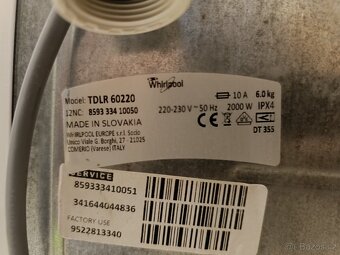 Whirlpool
Model: TDLR 60220
12NC: 8593 334 10050
MADE IN SLOVAKIA
WHIRLPOOL EUROPE s.r.l. Socio
Unico Viale G. Borghi, 27 - 21025
COMERIO (Varese) ITALY
10 A 6.0 kg
220-230 V ~ 50 Hz 2000 W IPX4
CE
DT 355
SERVICE
859333410051
341644044836
FACTORY USE
9522813340